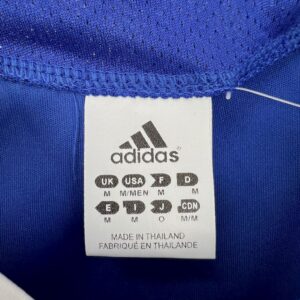 adidas
UK USA F D
M M/MEN M M
E I J CDN
M M O M/M
MADE IN THAILAND
FABRIQUÉ EN THAILANDE